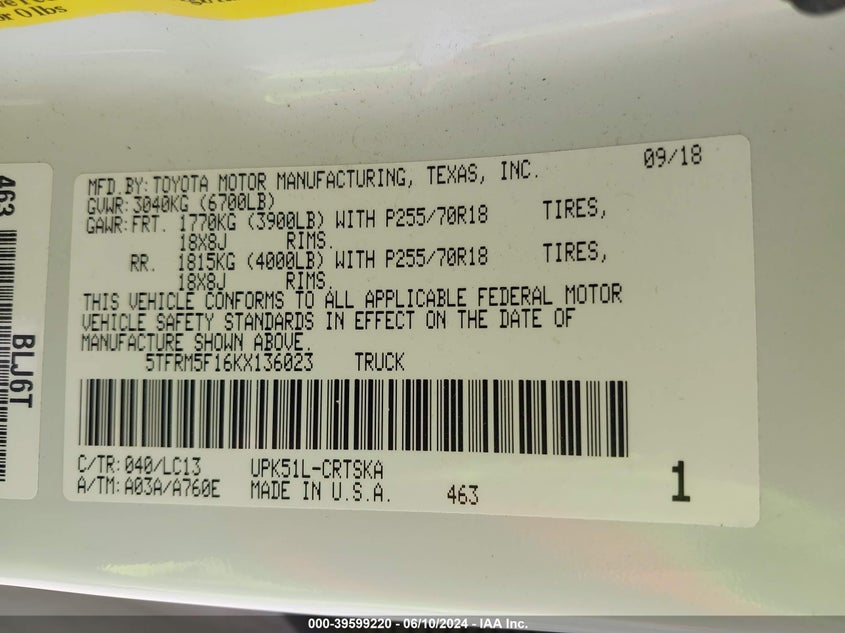 or 0 lbs
MFD.BY:TOYOTA MOTOR MANUFACTURING, TEXAS, INC. 09/18
GVWR:3040KG (6700LB)
GAWR:FRT. 1770KG (3900LB) WITH P255/70R18 TIRES,
18X8J RIMS.
RR. 1815KG (4000LB) WITH P255/70R18 TIRES,
18X8J RIMS.
THIS VEHICLE CONFORMS TO ALL APPLICABLE FEDERAL MOTOR
VEHICLE SAFETY STANDARDS IN EFFECT ON THE DATE OF
MANUFACTURE SHOWN ABOVE.
5TFRM5F16KX136023 TRUCK
C/TR:040/LC13 UPK51L-CRTSKA
A/TM:A03A/A760E MADE IN U.S.A. 463 1
463
BLJ6T
000-39599220 - 06/10/2024 - IAA Inc.